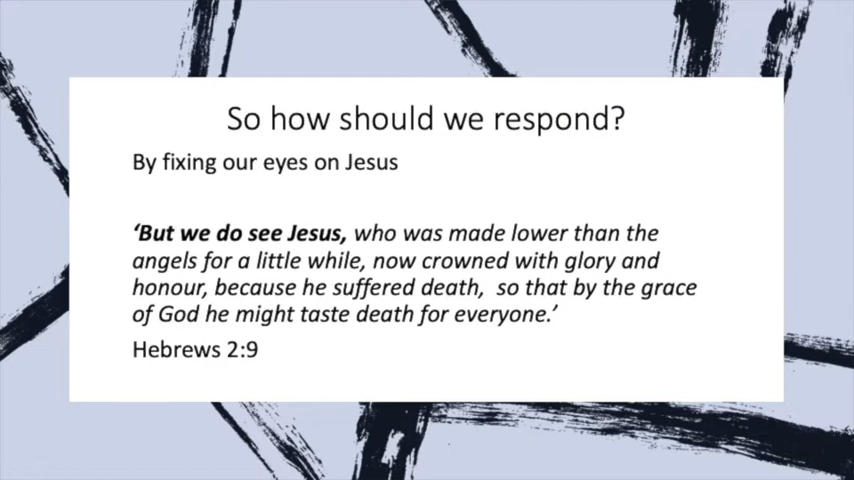 So how should we respond?
By fixing our eyes on Jesus
‘But we do see Jesus, who was made lower than the
angels for a little while, now crowned with glory and
honour, because he suffered death,  so that by the grace
of God he might taste death for everyone.’
Hebrews 2:9